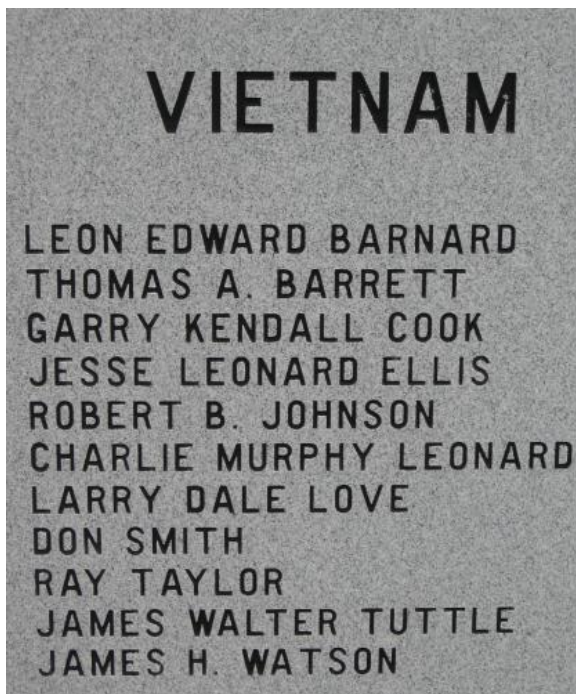 VIETNAM
LEON EDWARD BARNARD
THOMAS A. BARRETT
GARRY KENDALL COOK
JESSE LEONARD ELLIS
ROBERT B. JOHNSON
CHARLIE MURPHY LEONARD
LARRY DALE LOVE
DON SMITH
RAY TAYLOR
JAMES WALTER TUTTLE
JAMES H. WATSON